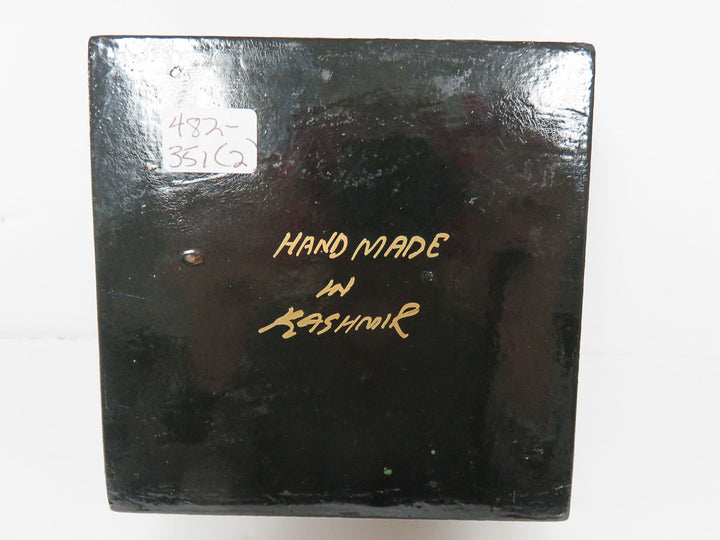 482-
351(2)
HAND MADE
IN
KASHMIR